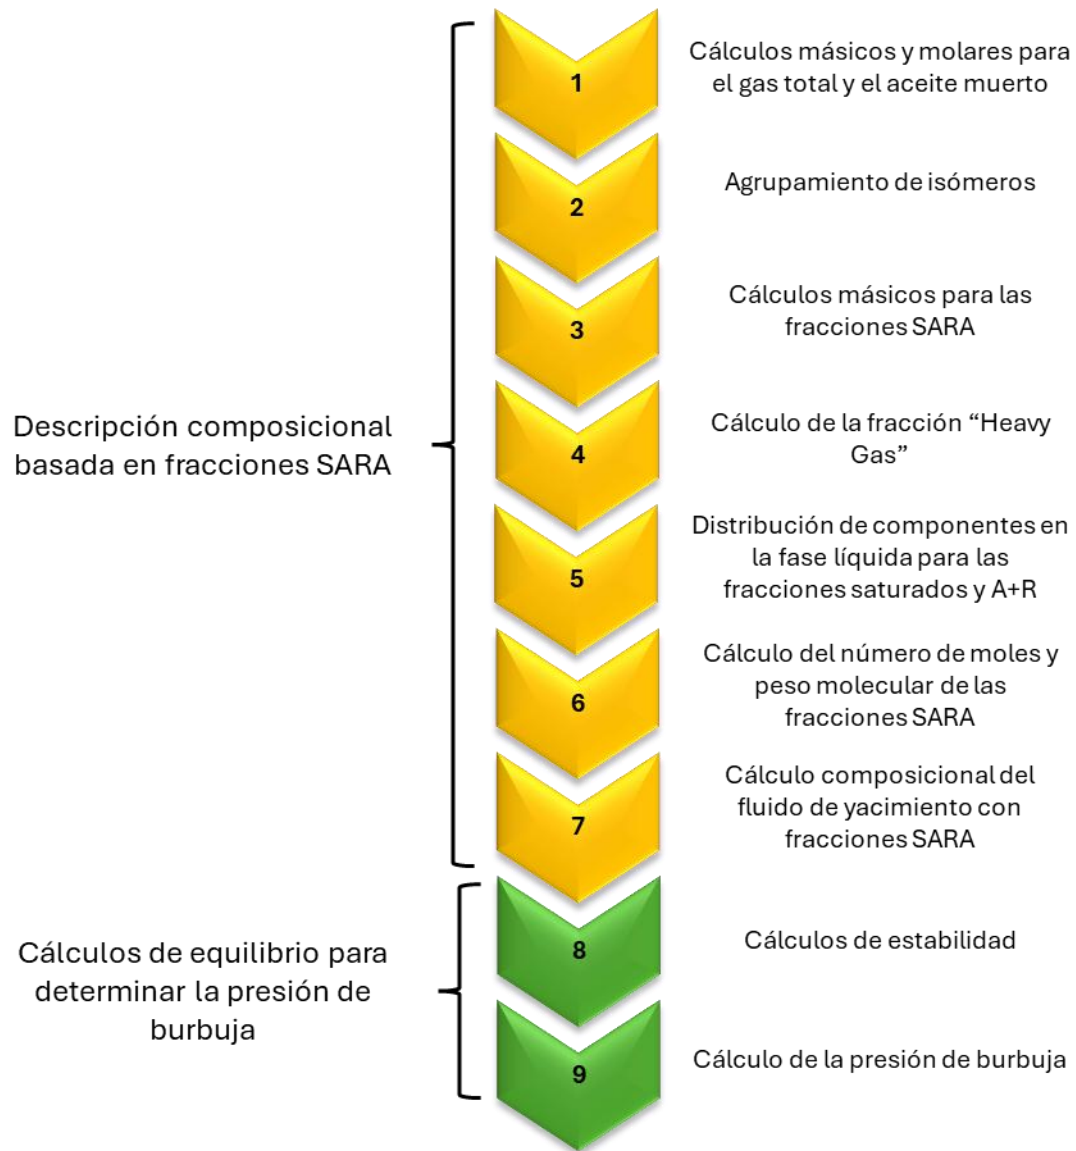 1
Cálculos másicos y molares para
el gas total y el aceite muerto
2
Agrupamiento de isómeros
3
Cálculos másicos para las
fracciones SARA
Descripción composicional
basada en fracciones SARA
4
Cálculo de la fracción “Heavy
Gas”
5
Distribución de componentes en
la fase líquida para las
fracciones saturados y A+R
6
Cálculo del número de moles y
peso molecular de las
fracciones SARA
7
Cálculo composicional del
fluido de yacimiento con
fracciones SARA
Cálculos de equilibrio para
determinar la presión de
burbuja
8
Cálculos de estabilidad
9
Cálculo de la presión de burbuja